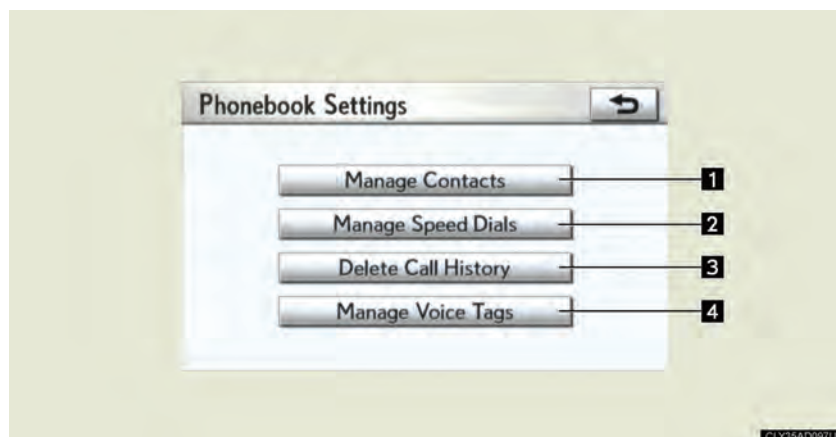 Phonebook Settings
Manage Contacts
1
Manage Speed Dials
2
Delete Call History
3
Manage Voice Tags
4